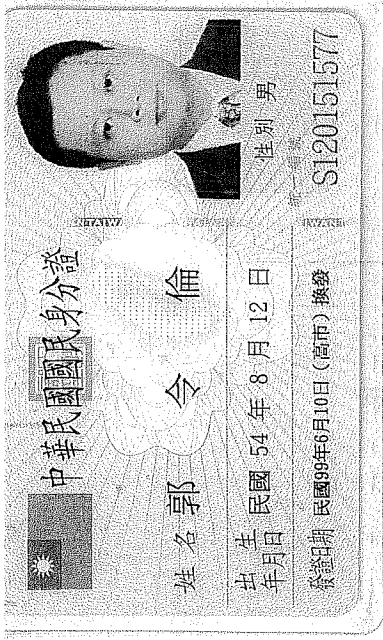 中華民國國民身分證
姓名 郭令倫
出生
年月日 民國 54 年 8 月 12 日
性別 男
發證日期 民國99年6月10日(高市)換發
S120151577